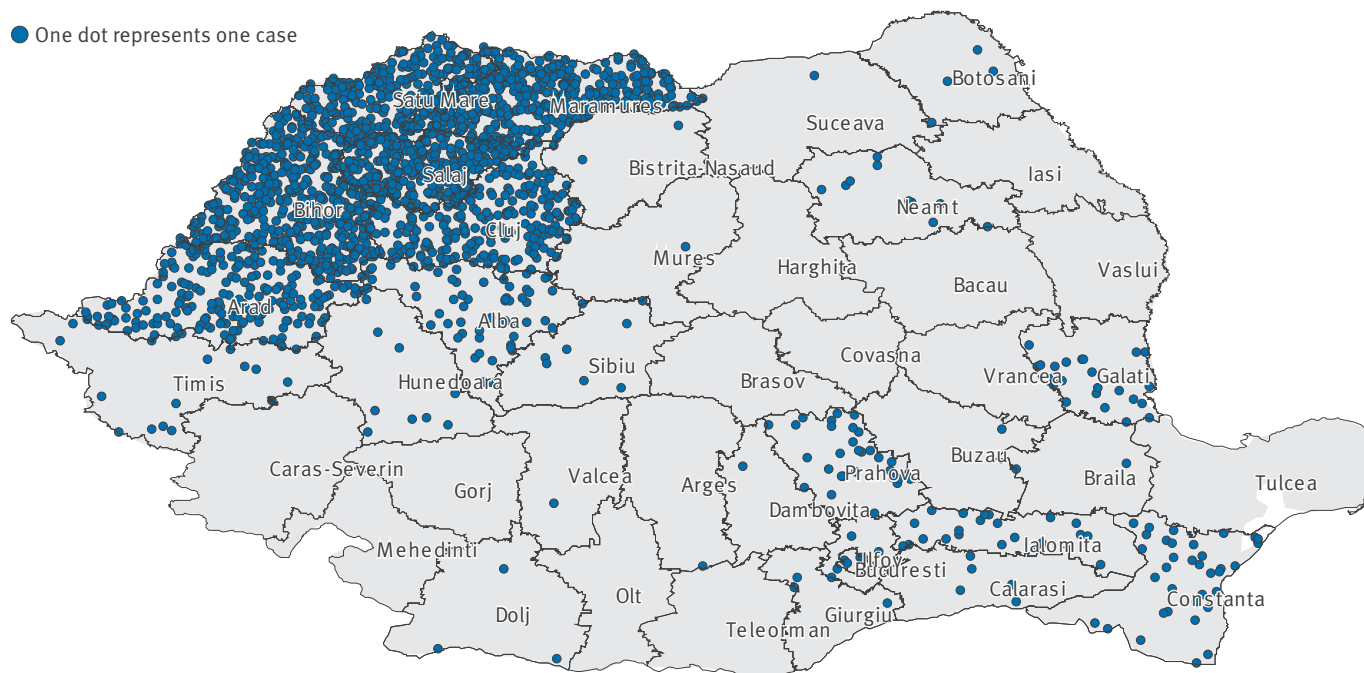 One dot represents one case
Botosani
Satu Mare
Maramures
Suceava
Bistrita-Nasaud
Iasi
Salaj
Neamt
Bihor
Cluj
Mures
Harghita
Vaslui
Bacau
Arad
Alba
Covasna
Sibiu
Vrancea
Galati
Timis
Hunedoara
Brasov
Buzau
Caras-Severin
Valcea
Prahova
Braila
Gorj
Arges
Tulcea
Dambovita
Mehedinti
Ialomita
Ilfov
Bucuresti
Calarasi
Olt
Constanta
Dolj
Giurgiu
Teleorman